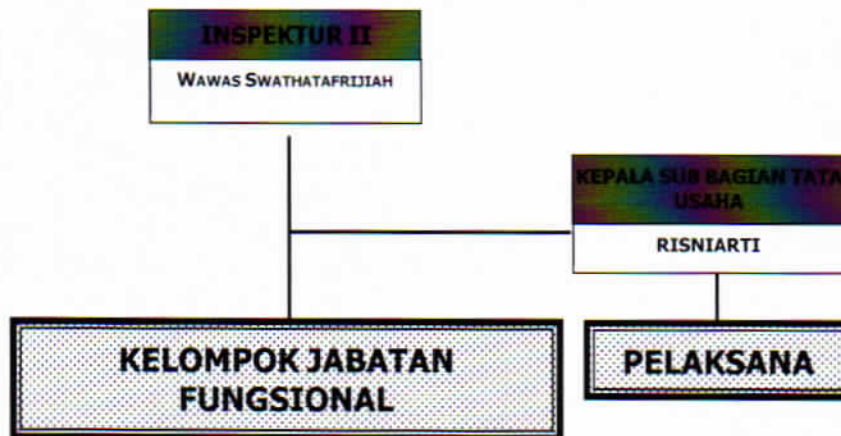 INSPEKTUR II
WAWAS SWATHATAFRIJIAH
KEPALA SUB BAGIAN TATA
USAHA
RISNIARTI
KELOMPOK JABATAN
FUNGSIONAL
PELAKSANA